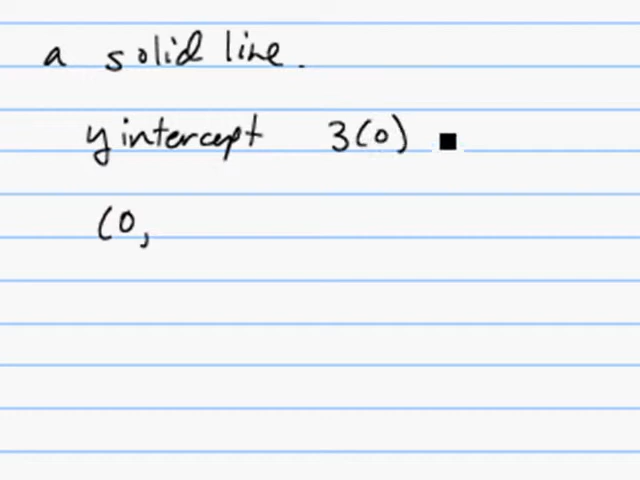 a solid line.
y intercept 3(0)
(0,